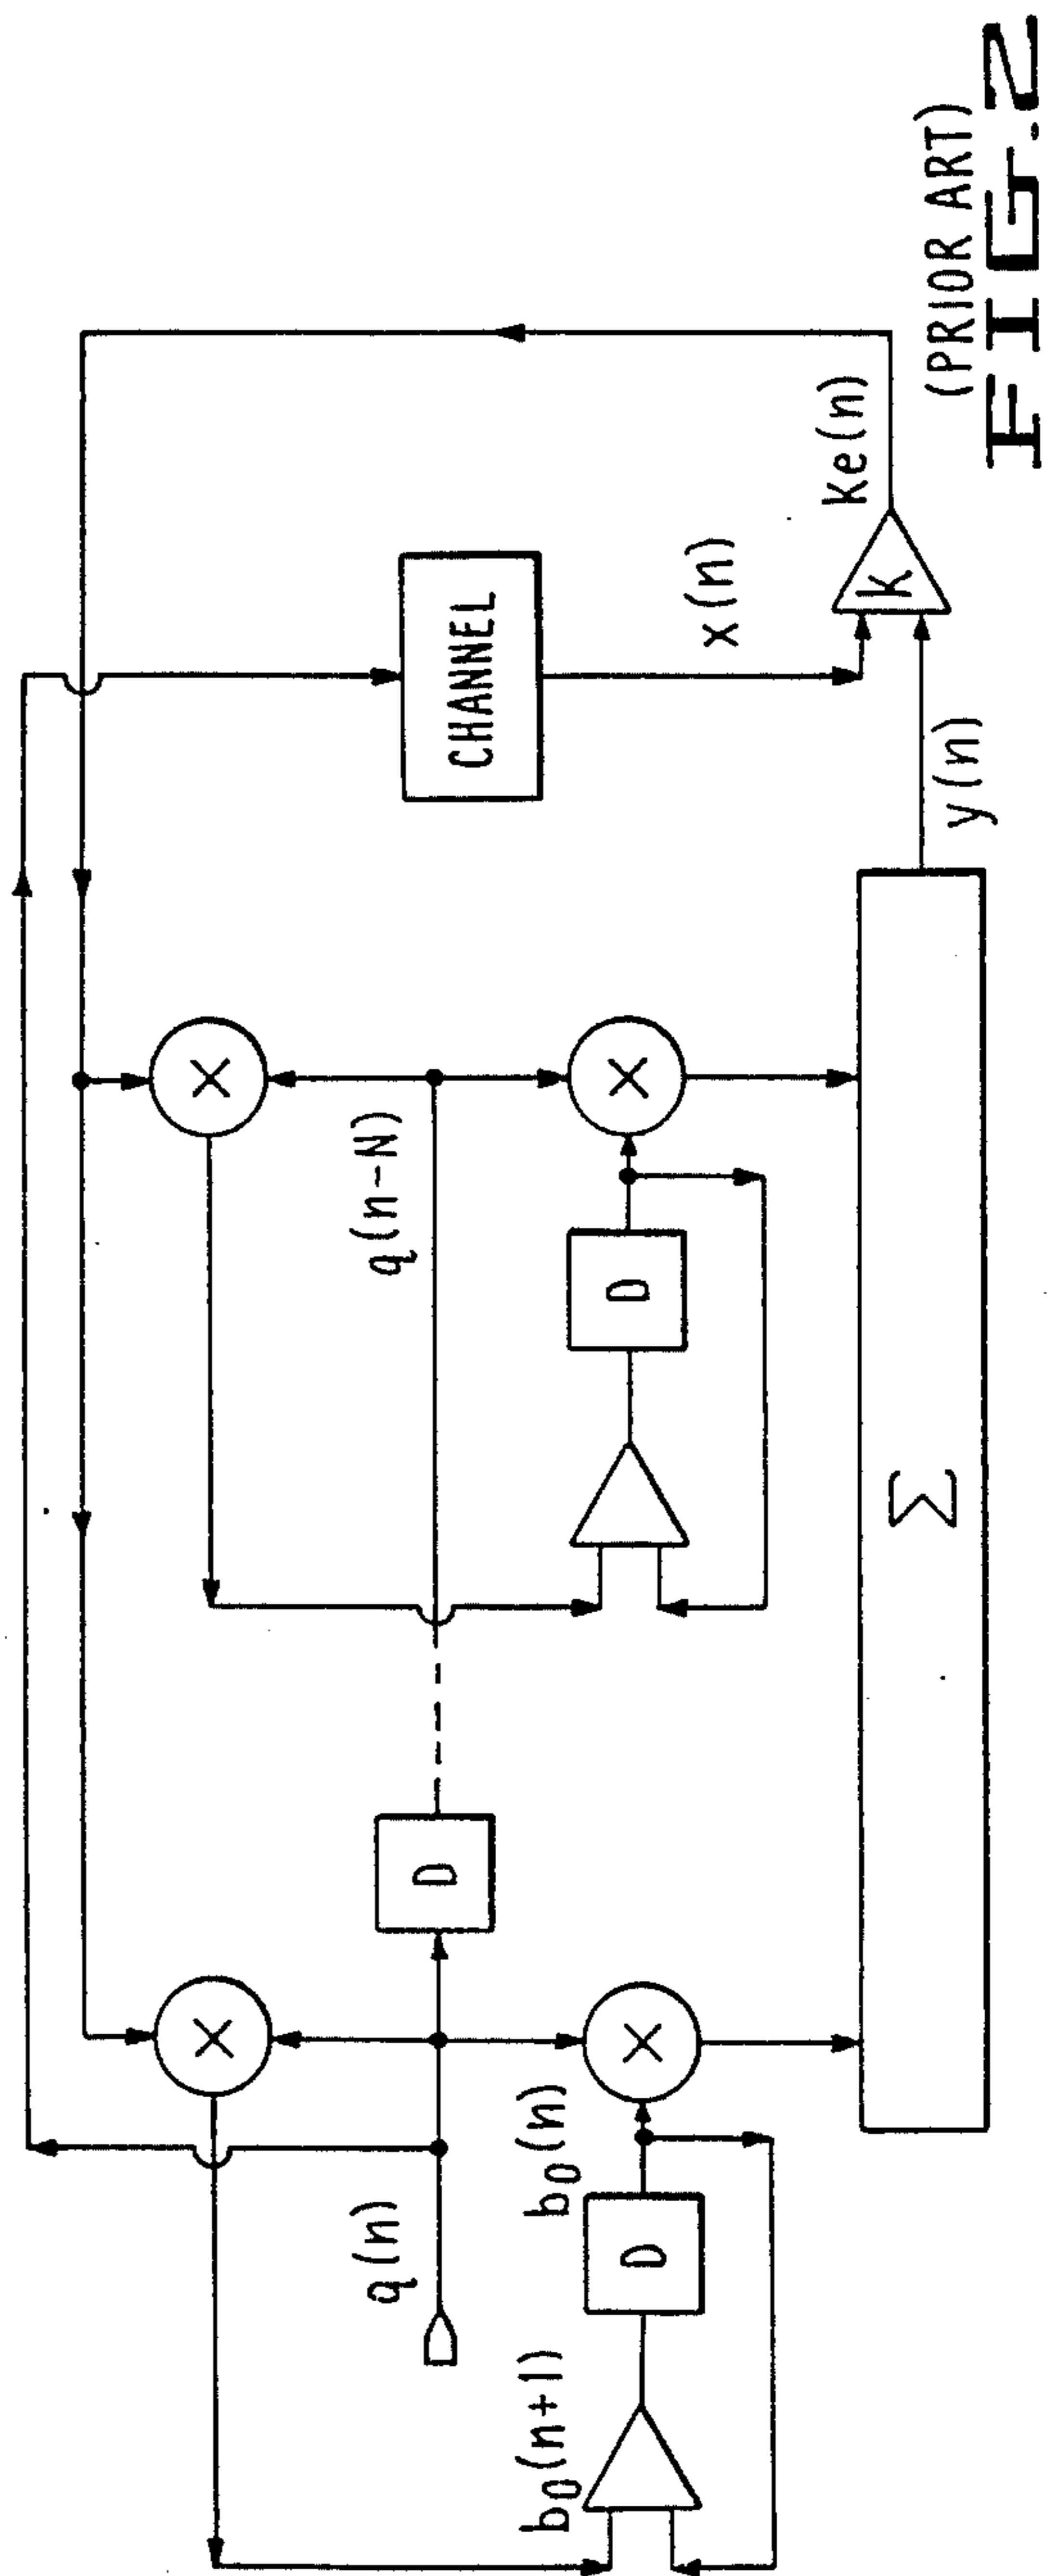 q(n)
D
q(n-N)
CHANNEL
x(n)
ke(n)
×
×
×
×
b0(n+1)
D
b0(n)
D
k
y(n)
Σ
(PRIOR ART)
FIG. 2